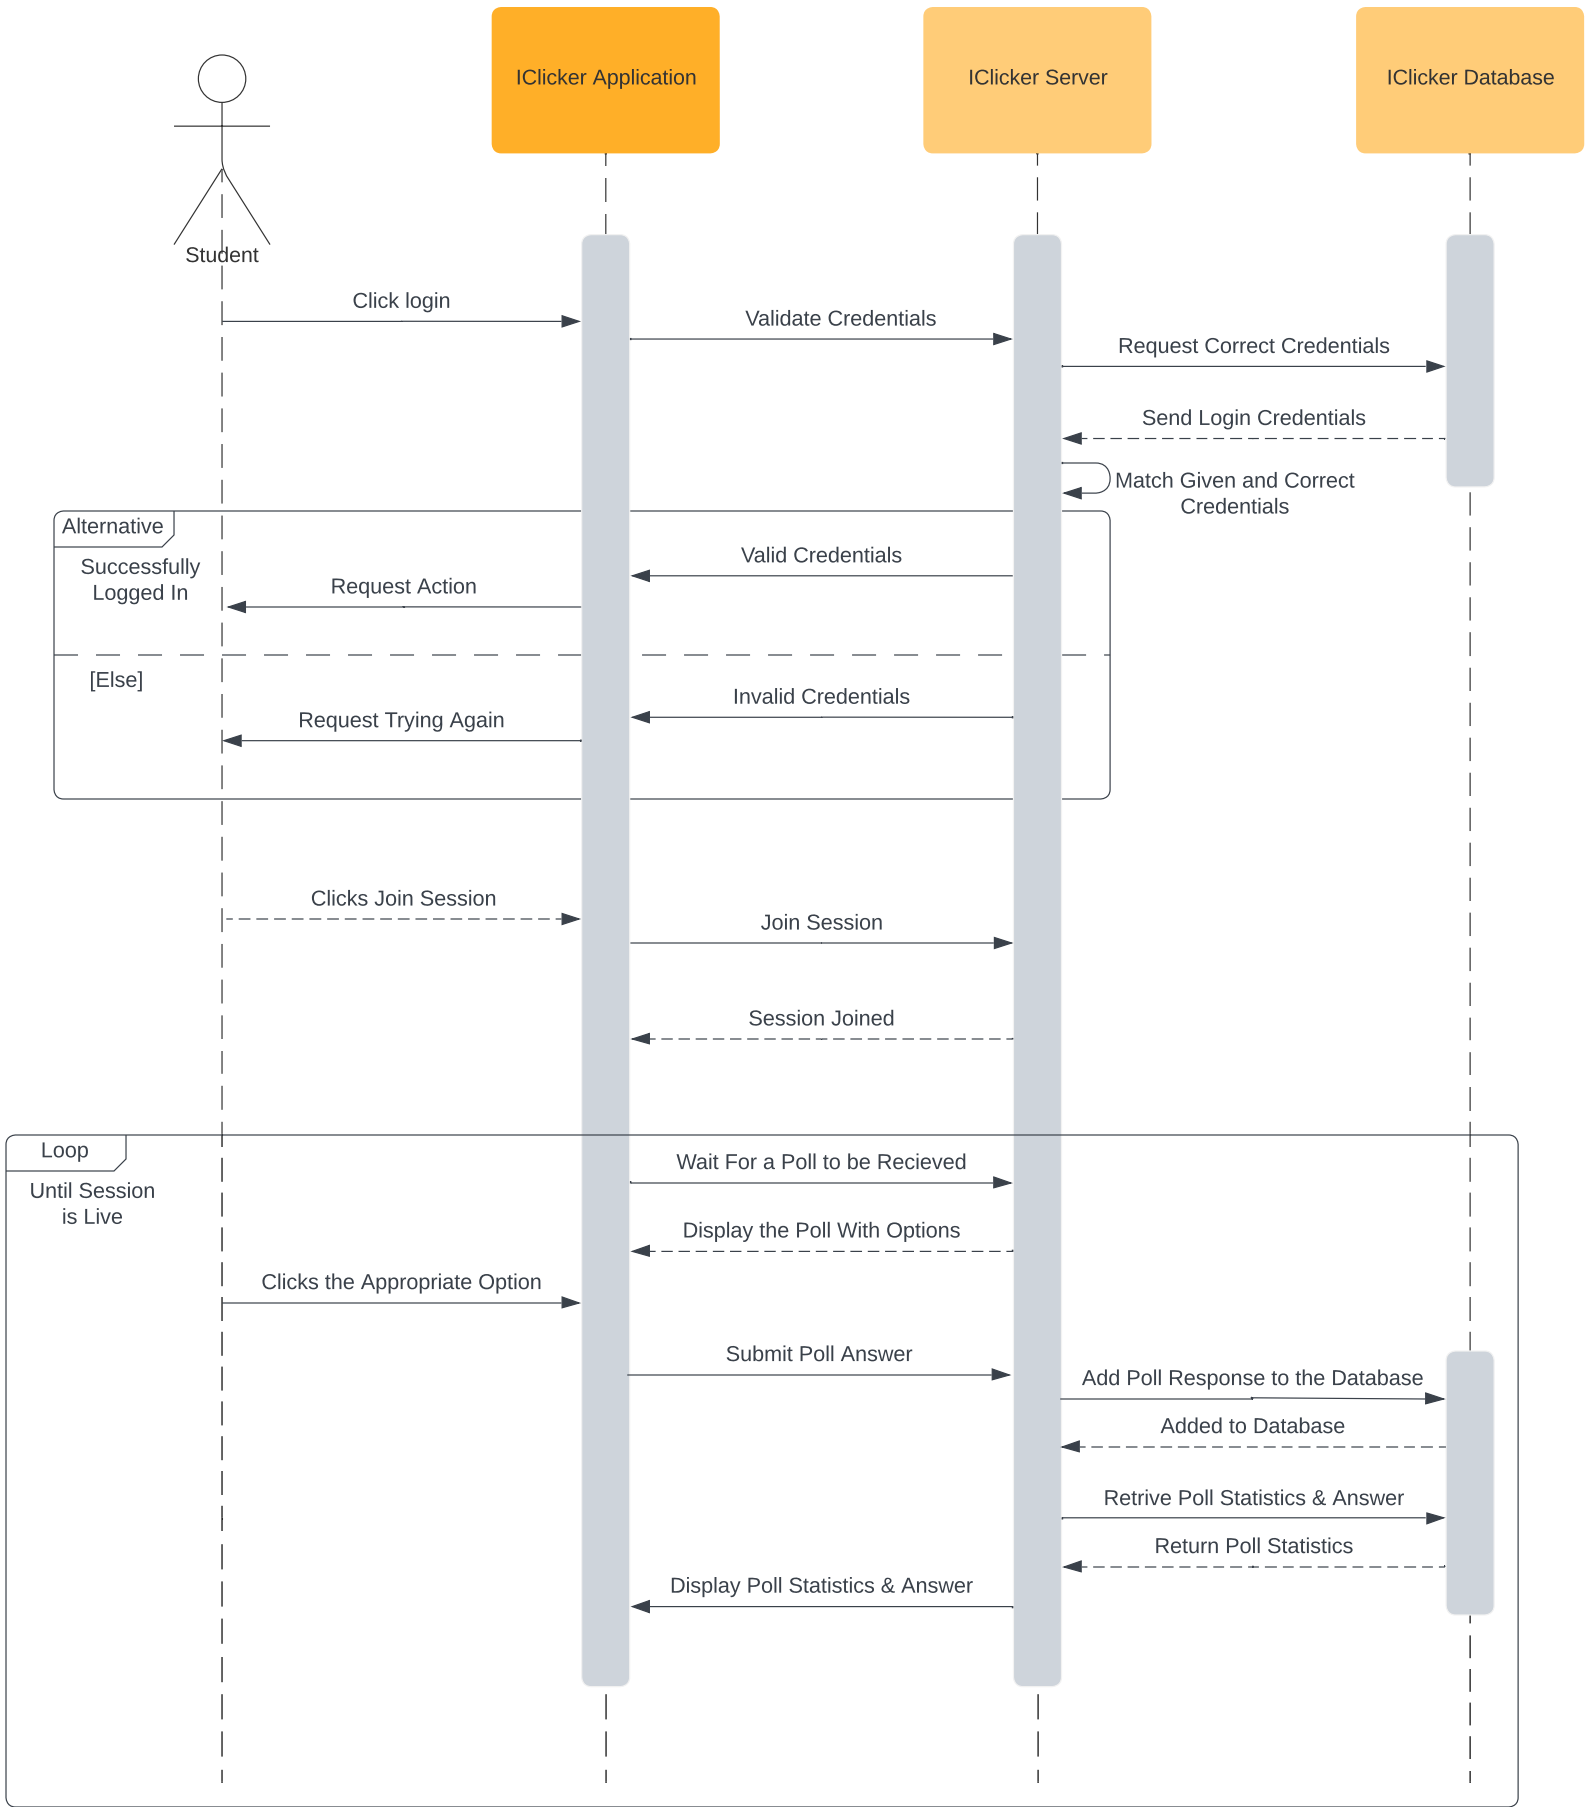 IClicker Application
IClicker Server
IClicker Database
Student
Click login
Validate Credentials
Request Correct Credentials
Send Login Credentials
Match Given and Correct
Credentials
Alternative
Successfully
Logged In
Valid Credentials
Request Action
[Else]
Invalid Credentials
Request Trying Again
Clicks Join Session
Join Session
Session Joined
Loop
Until Session
is Live
Wait For a Poll to be Recieved
Display the Poll With Options
Clicks the Appropriate Option
Submit Poll Answer
Add Poll Response to the Database
Added to Database
Retrive Poll Statistics & Answer
Return Poll Statistics
Display Poll Statistics & Answer